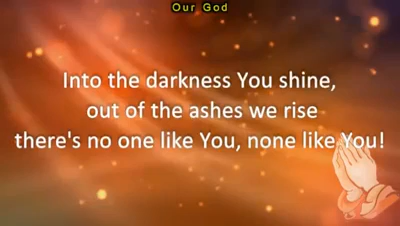 Our God
Into the darkness You shine,
out of the ashes we rise
there's no one like You, none like You!